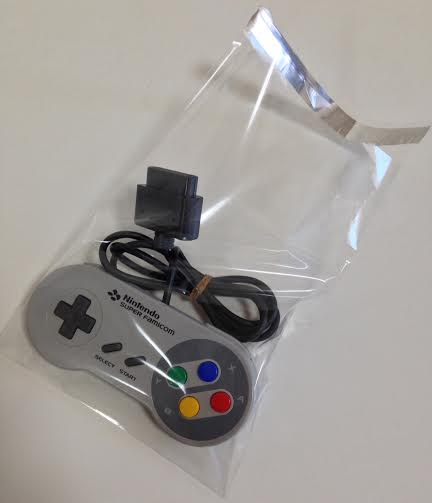 Nintendo
SUPER Famicom
SELECT
START
X
Y
A
B